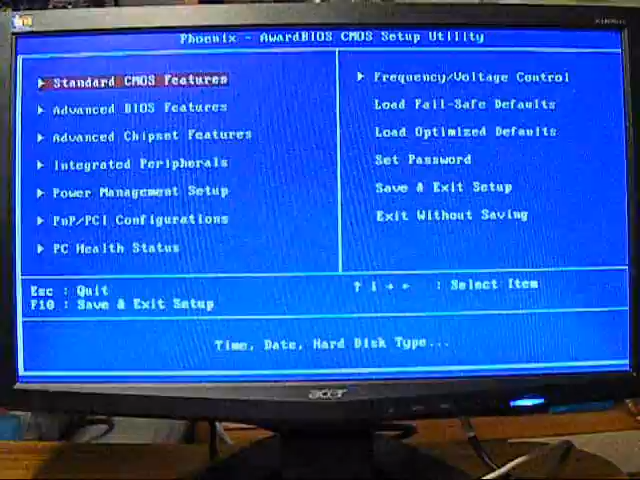 Phoenix - AwardBIOS CMOS Setup Utility
Standard CMOS Features
Advanced BIOS Features
Advanced Chipset Features
Integrated Peripherals
Power Management Setup
PnP/PCI Configurations
PC Health Status
Frequency/Voltage Control
Load Fail-Safe Defaults
Load Optimized Defaults
Set Password
Save & Exit Setup
Exit Without Saving
Esc : Quit
F10 : Save & Exit Setup
↑ ↓ → ← : Select Item
Time, Date, Hard Disk Type...
acer